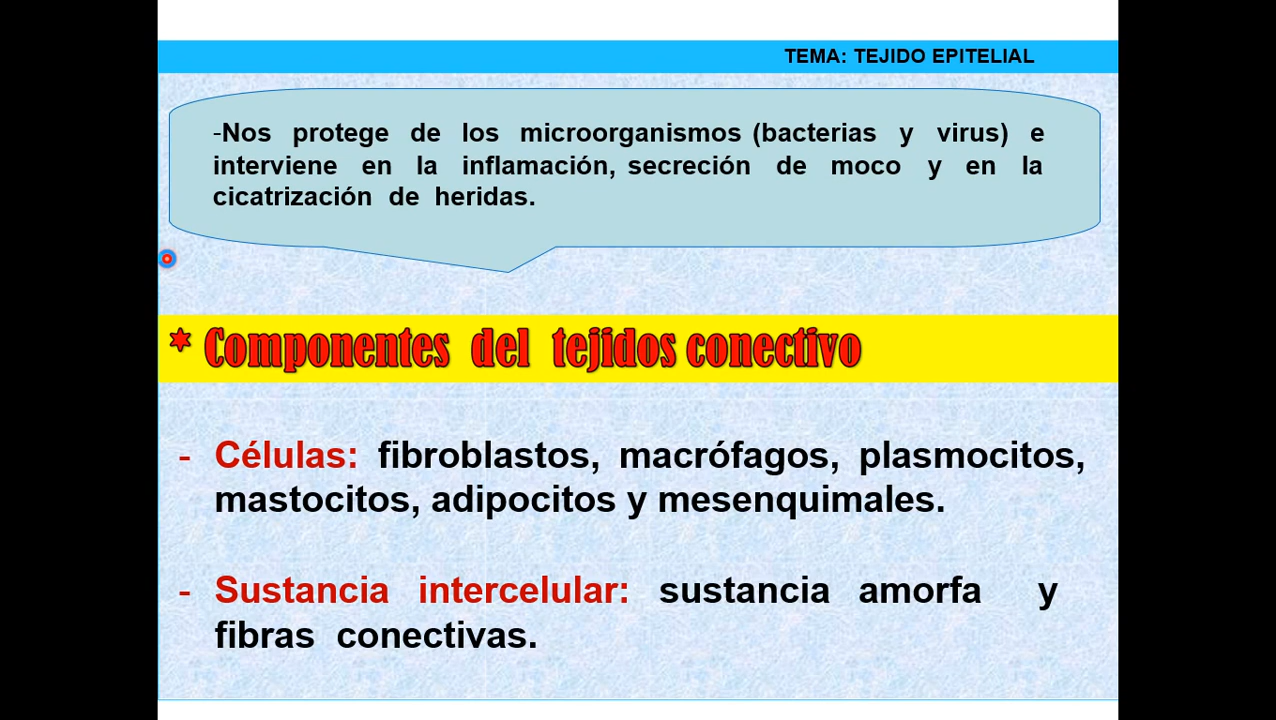 TEMA: TEJIDO EPITELIAL
-Nos protege de los microorganismos (bacterias y virus) e
interviene en la inflamación, secreción de moco y en la
cicatrización de heridas.
* Componentes del tejidos conectivo
- Células: fibroblastos, macrófagos, plasmocitos,
mastocitos, adipocitos y mesenquimales.
- Sustancia intercelular: sustancia amorfa y
fibras conectivas.